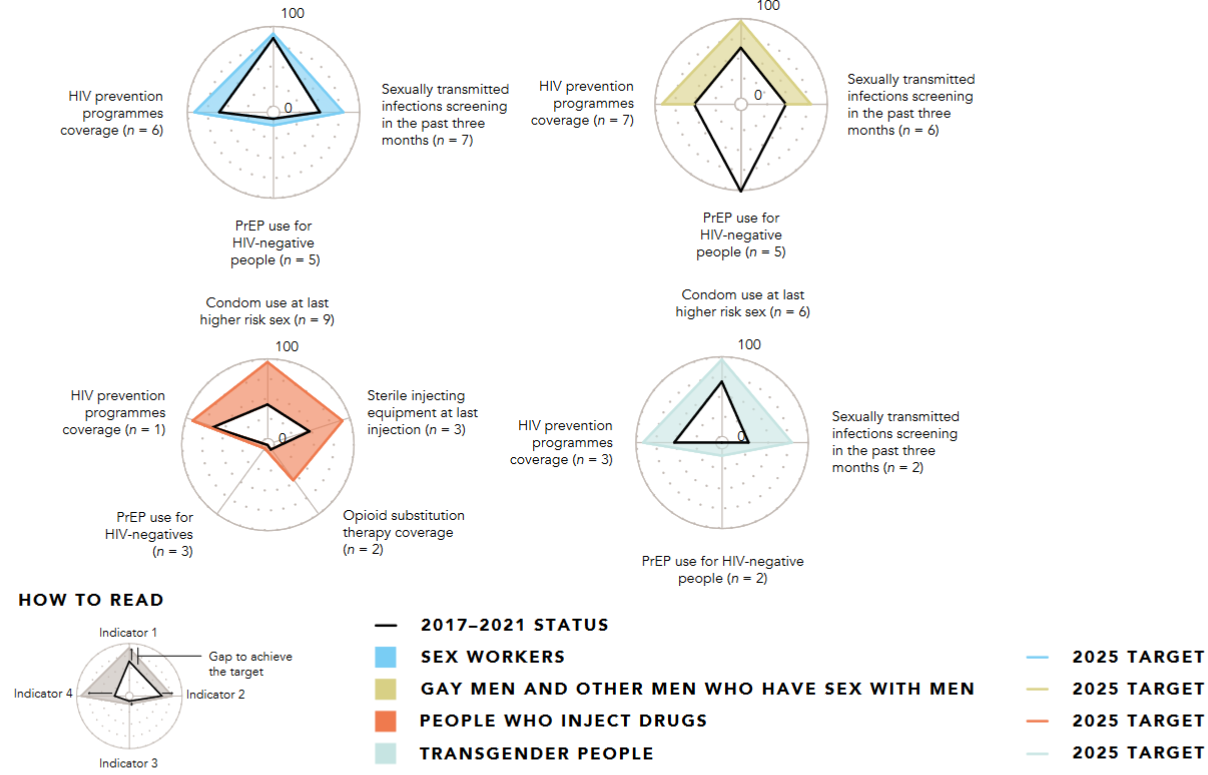 100
HIV prevention
programmes
coverage (n = 6)
0
Sexually transmitted
infections screening
in the past three
months (n = 7)
PrEP use for
HIV-negative
people (n = 5)
100
HIV prevention
programmes
coverage (n = 7)
0
Sexually transmitted
infections screening
in the past three
months (n = 6)
PrEP use for
HIV-negative
people (n = 5)
Condom use at last
higher risk sex (n = 9)
100
HIV prevention
programmes
coverage (n = 1)
0
Sterile injecting
equipment at last
injection (n = 3)
PrEP use for
HIV-negatives
(n = 3)
Opioid substitution
therapy coverage
(n = 2)
Condom use at last
higher risk sex (n = 6)
100
HIV prevention
programmes
coverage (n = 3)
0
Sexually transmitted
infections screening
in the past three
months (n = 2)
PrEP use for HIV-negative
people (n = 2)
HOW TO READ
Indicator 1
Gap to achieve
the target
Indicator 4
Indicator 2
Indicator 3
2017–2021 STATUS
SEX WORKERS
2025 TARGET
GAY MEN AND OTHER MEN WHO HAVE SEX WITH MEN
2025 TARGET
PEOPLE WHO INJECT DRUGS
2025 TARGET
TRANSGENDER PEOPLE
2025 TARGET